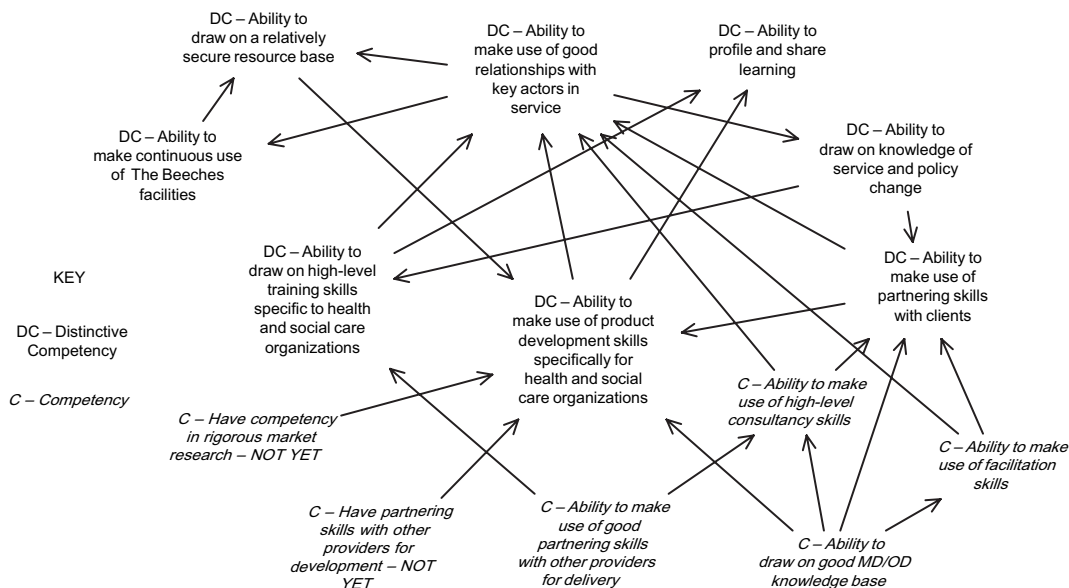 DC – Ability to
draw on a relatively
secure resource base
DC – Ability to
make use of good
relationships with
key actors in
service
DC – Ability to
profile and share
learning
DC – Ability to
make continuous use
of The Beeches
facilities
DC – Ability to
draw on knowledge of
service and policy
change
DC – Ability to
draw on high-level
training skills
specific to health
and social care
organizations
DC – Ability to
make use of product
development skills
specifically for
health and social
care organizations
DC – Ability to
make use of
partnering skills
with clients
KEY
DC – Distinctive
Competency
C – Competency
C – Have competency
in rigorous market
research – NOT YET
C – Ability to make
use of high-level
consultancy skills
C – Ability to make
use of facilitation
skills
C – Have partnering
skills with other
providers for
development – NOT
YET
C – Ability to make
use of good
partnering skills
with other providers
for delivery
C – Ability to
draw on good MD/OD
knowledge base